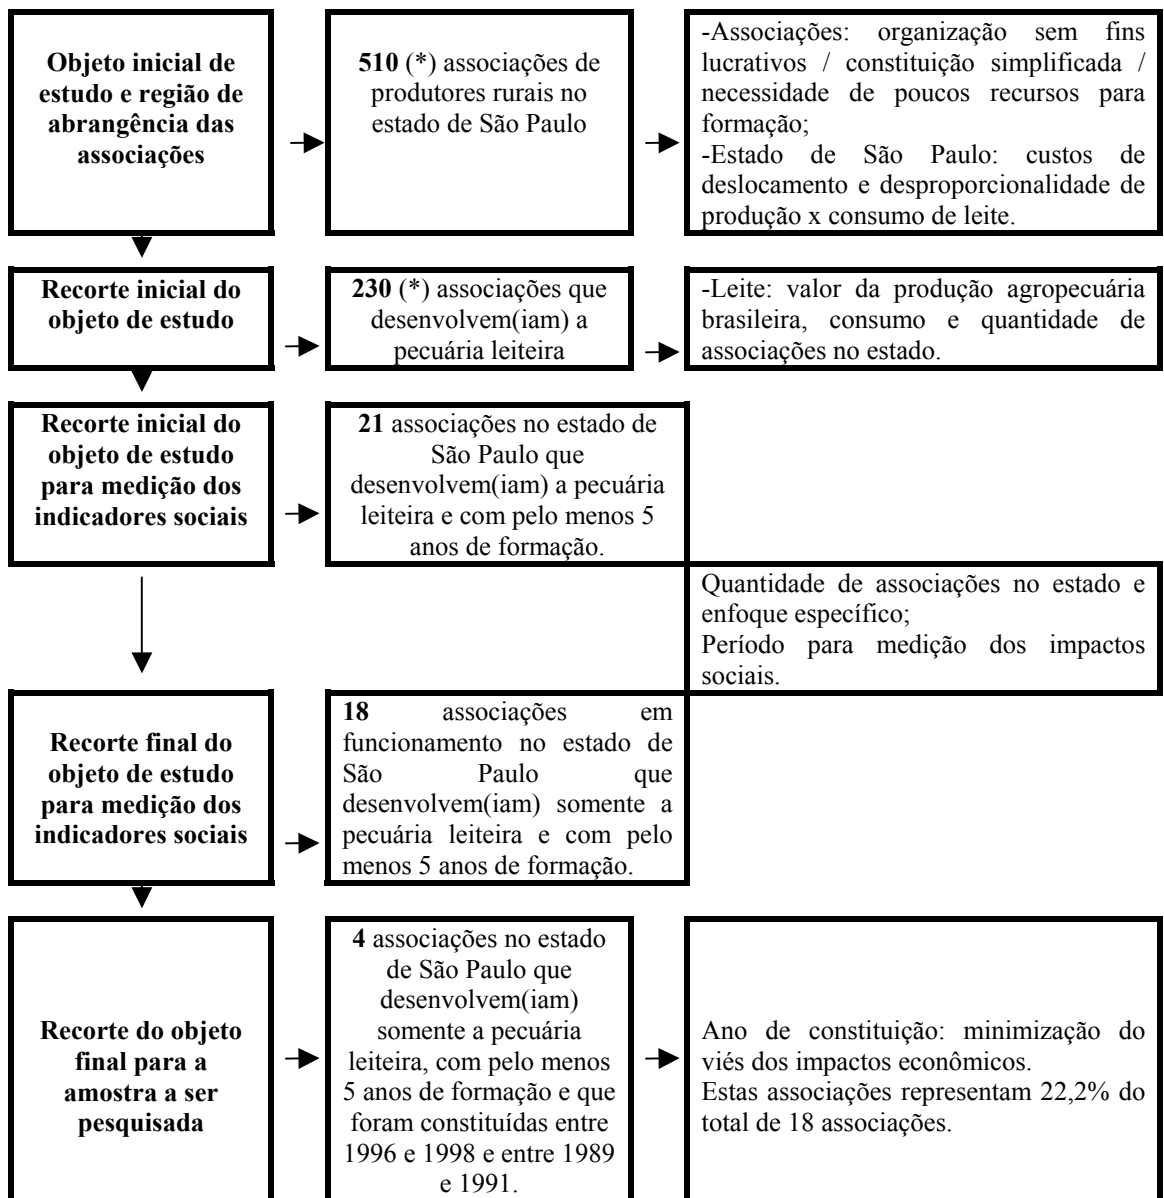 Objeto inicial de
estudo e região de
abrangência das
associações
510 (*) associações de
produtores rurais no
estado de São Paulo
-Associações: organização sem fins
lucrativos / constituição simplificada /
necessidade de poucos recursos para
formação;
-Estado de São Paulo: custos de
deslocamento e desproporcionalidade de
produção x consumo de leite.
Recorte inicial do
objeto de estudo
230 (*) associações que
desenvolvem(iam) a
pecuária leiteira
-Leite: valor da produção agropecuária
brasileira, consumo e quantidade de
associações no estado.
Recorte inicial do
objeto de estudo
para medição dos
indicadores sociais
21 associações no estado de
São Paulo que
desenvolvem(iam) a pecuária
leiteira e com pelo menos 5
anos de formação.
Quantidade de associações no estado e
enfoque específico;
Período para medição dos impactos
sociais.
Recorte final do
objeto de estudo
para medição dos
indicadores sociais
18 associações em
funcionamento no estado de
São Paulo que
desenvolvem(iam) somente a
pecuária leiteira e com pelo
menos 5 anos de formação.
Recorte do objeto
final para a
amostra a ser
pesquisada
4 associações no estado
de São Paulo que
desenvolvem(iam)
somente a pecuária
leiteira, com pelo menos
5 anos de formação e que
foram constituídas entre
1996 e 1998 e entre 1989
e 1991.
Ano de constituição: minimização do
viés dos impactos econômicos.
Estas associações representam 22,2% do
total de 18 associações.